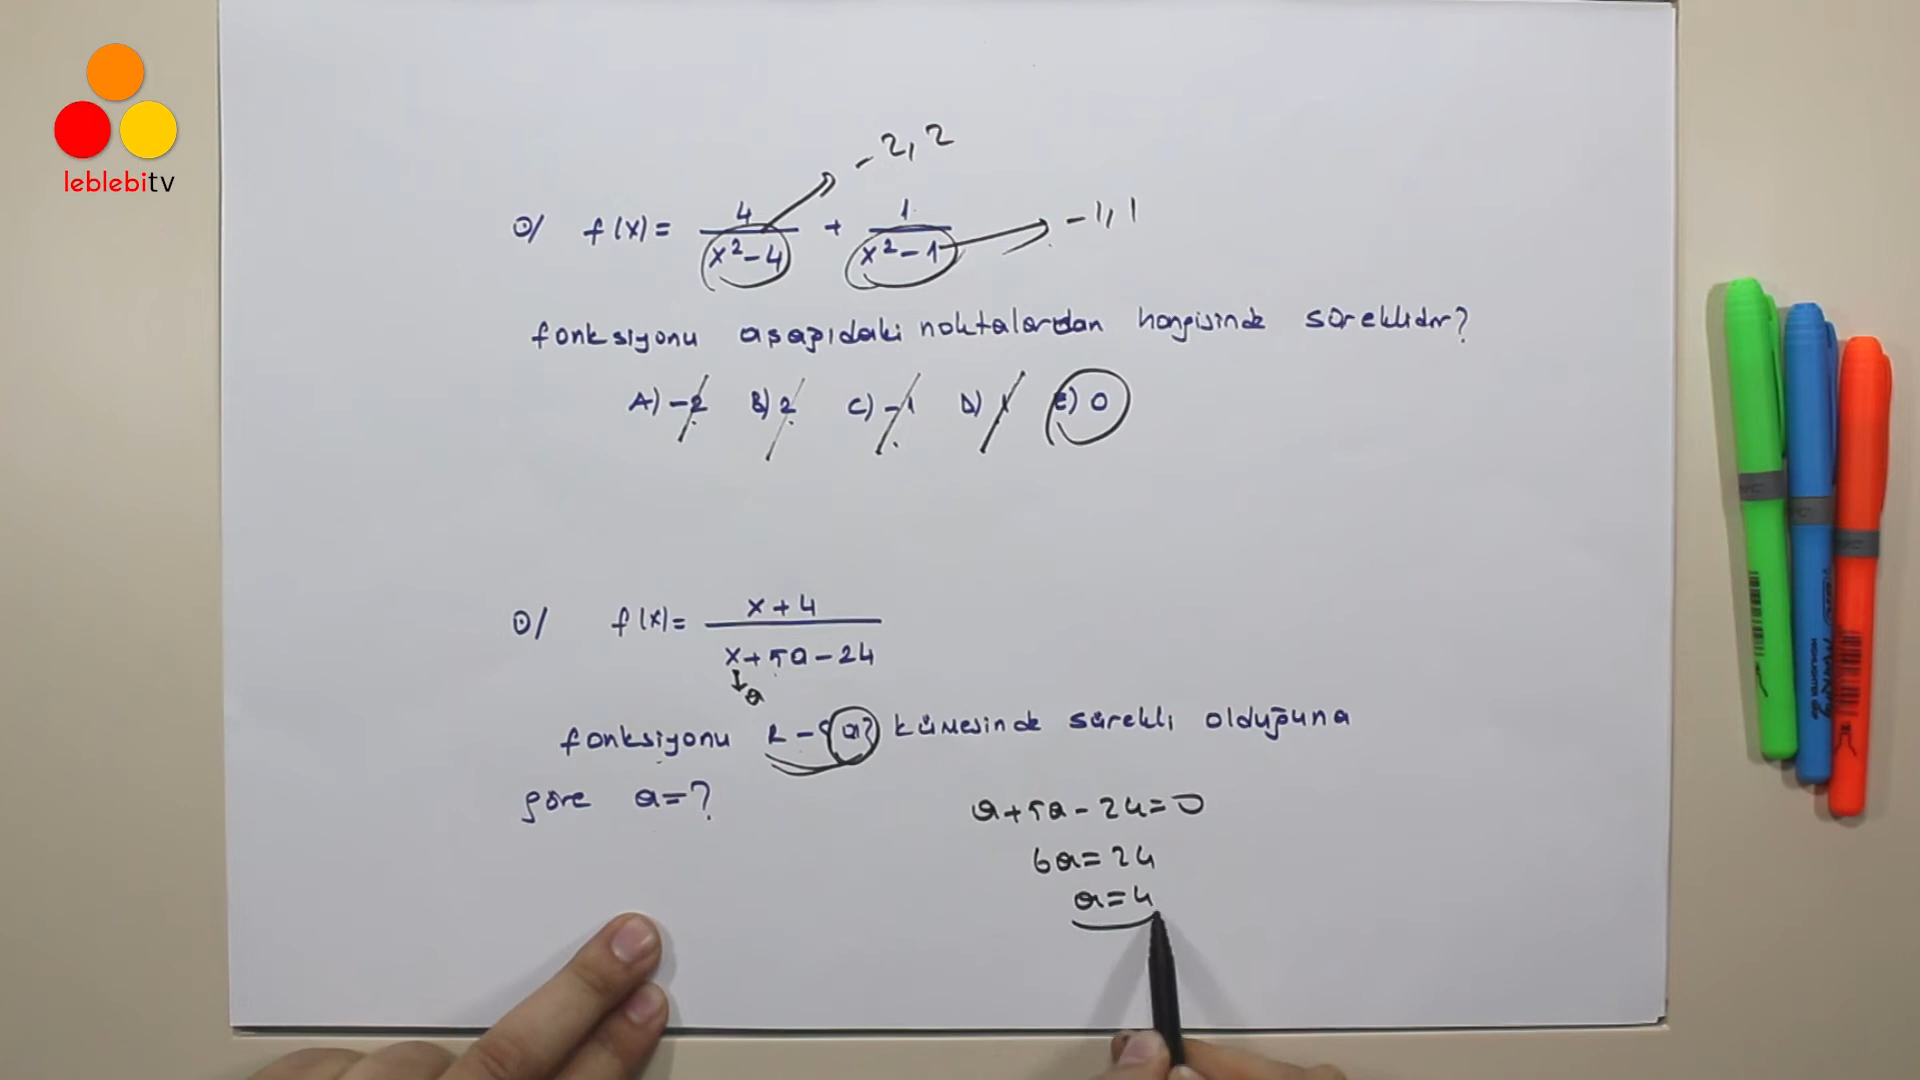 leblebitv
-2, 2
Ö/ f(x)= 4/(x²-4) + 1/(x²-1)
-1, 1
fonksiyonu aşağıdaki noktalardan hangisinde süreklidir?
A) -2 B) 2 C) -1 D) 1 E) 0
Ö/ f(x)= (x+4)/(x+5a-24)
a
fonksiyonu R-{a} kümesinde sürekli olduğuna
göre a=?
a+5a-24=0
6a=24
a=4